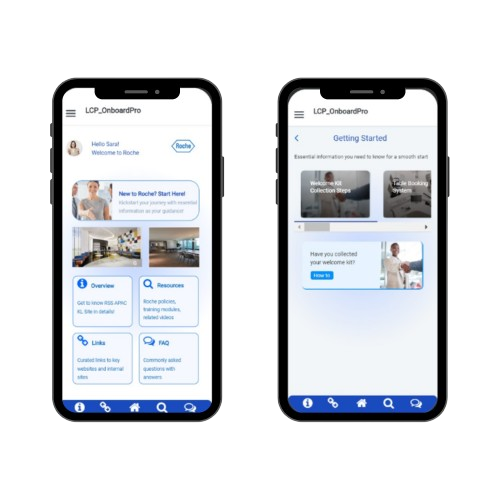 LCP_OnboardPro
Hello Sara!
Welcome to Roche
Roche
New to Roche? Start Here!
Kickstart your journey with essential
information as your guidance!
Overview
Get to know RSS APAC
KL Site in details!
Resources
Roche policies,
training modules,
related videos
Links
Curated links to key
websites and internal
sites
FAQ
Commonly asked
questions with
answers
LCP_OnboardPro
Getting Started
Essential information you need to know for a smooth start
Welcome Kit
Collection Steps
Table Booking
System
Have you collected
your welcome kit?
How to